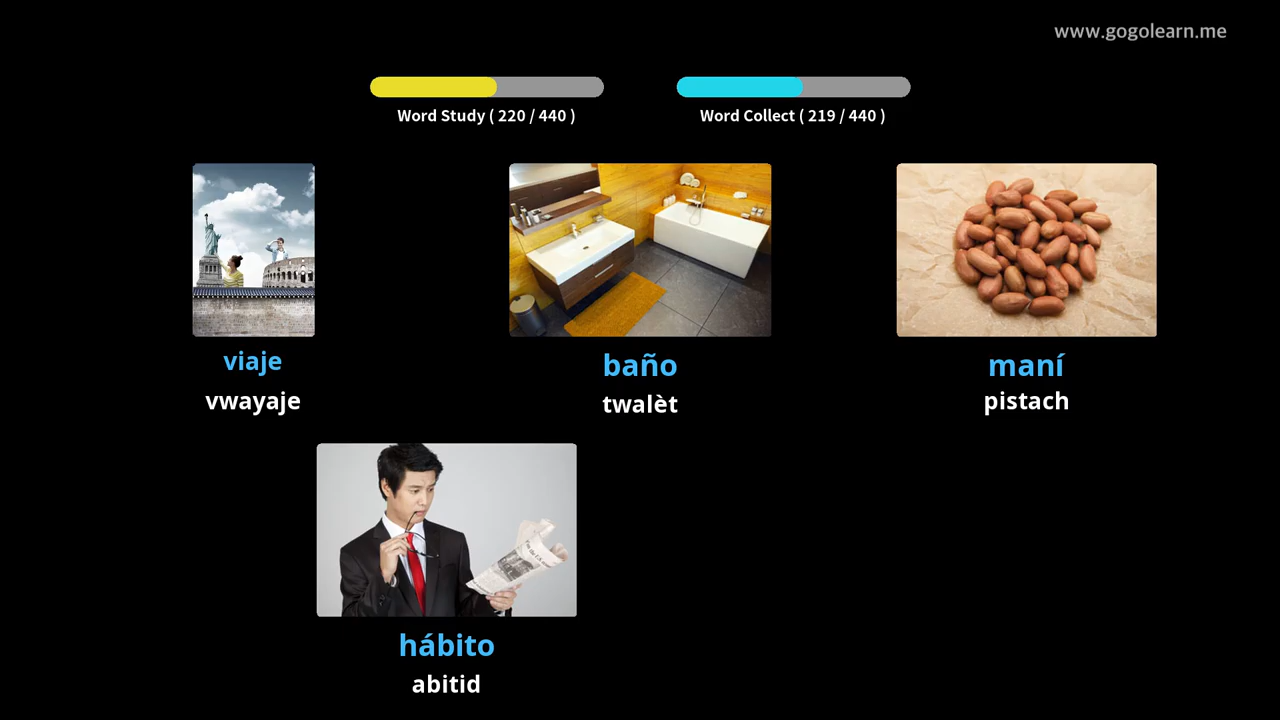 www.gogolearn.me
Word Study ( 220 / 440 )
Word Collect ( 219 / 440 )
viaje
vwayaje
baño
twalèt
maní
pistach
hábito
abitid